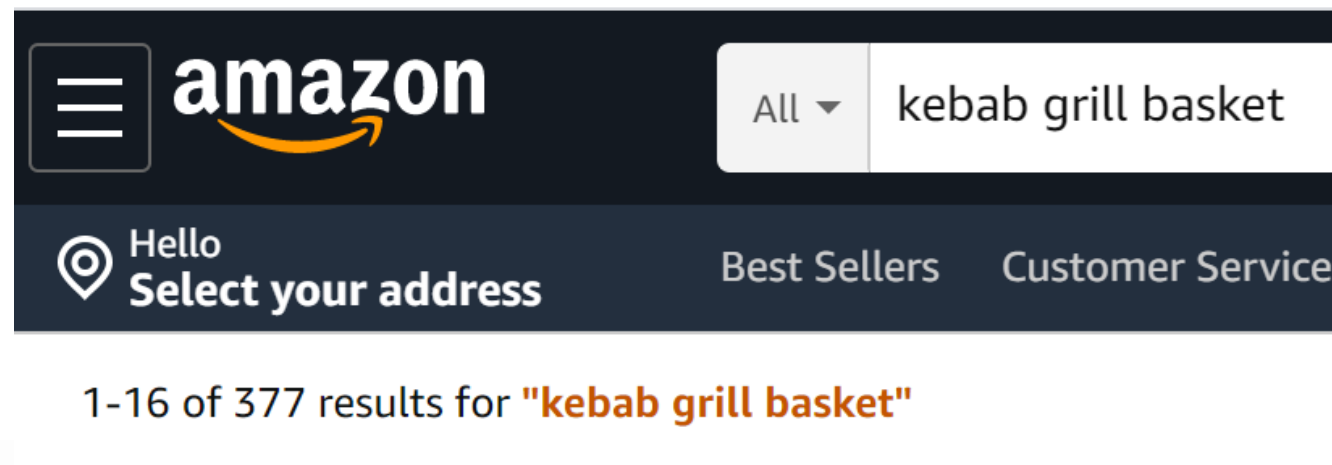 amazon
All
kebab grill basket
Hello
Select your address
Best Sellers
Customer Service
1-16 of 377 results for "kebab grill basket"